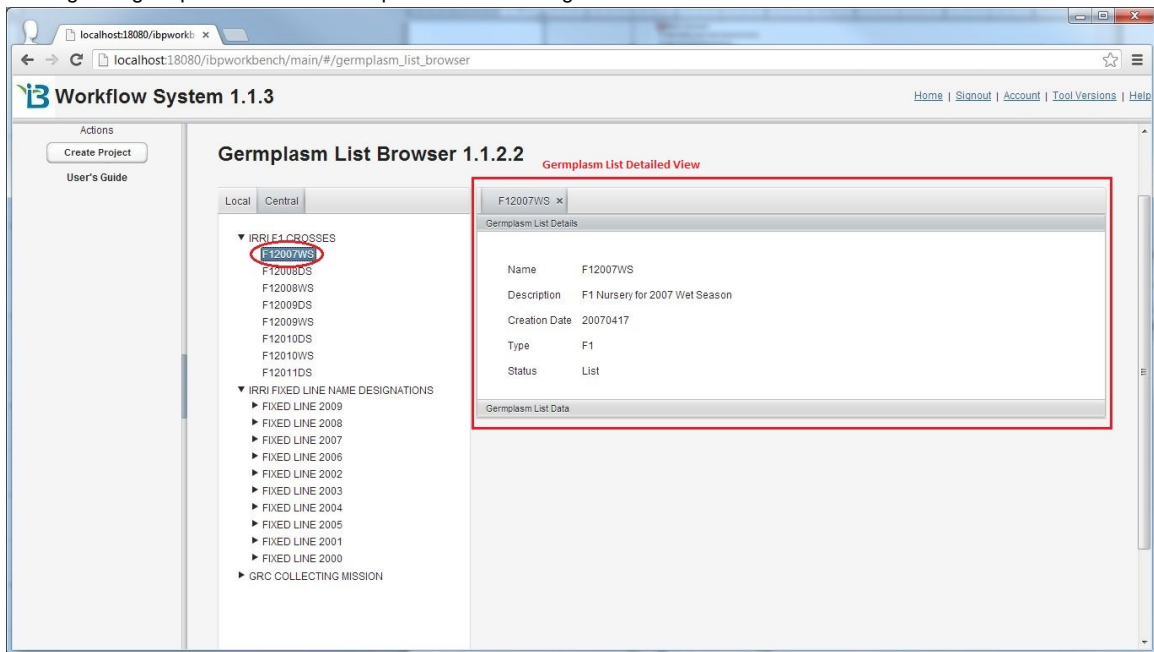 localhost:18080/ibpworkb ×
localhost:18080/ibpworkbench/main/#/germplasm_list_browser
iB Workflow System 1.1.3
Home | Signout | Account | Tool Versions | Help
Actions
Create Project
User's Guide
Germplasm List Browser 1.1.2.2
Germplasm List Detailed View
Local Central
F12007WS ×
Germplasm List Details
▼ IRRI F1 CROSSES
F12007WS
F12008DS
F12008WS
F12009DS
F12009WS
F12010DS
F12010WS
F12011DS
▼ IRRI FIXED LINE NAME DESIGNATIONS
► FIXED LINE 2009
► FIXED LINE 2008
► FIXED LINE 2007
► FIXED LINE 2006
► FIXED LINE 2002
► FIXED LINE 2003
► FIXED LINE 2004
► FIXED LINE 2005
► FIXED LINE 2001
► FIXED LINE 2000
► GRC COLLECTING MISSION
Name F12007WS
Description F1 Nursery for 2007 Wet Season
Creation Date 20070417
Type F1
Status List
Germplasm List Data